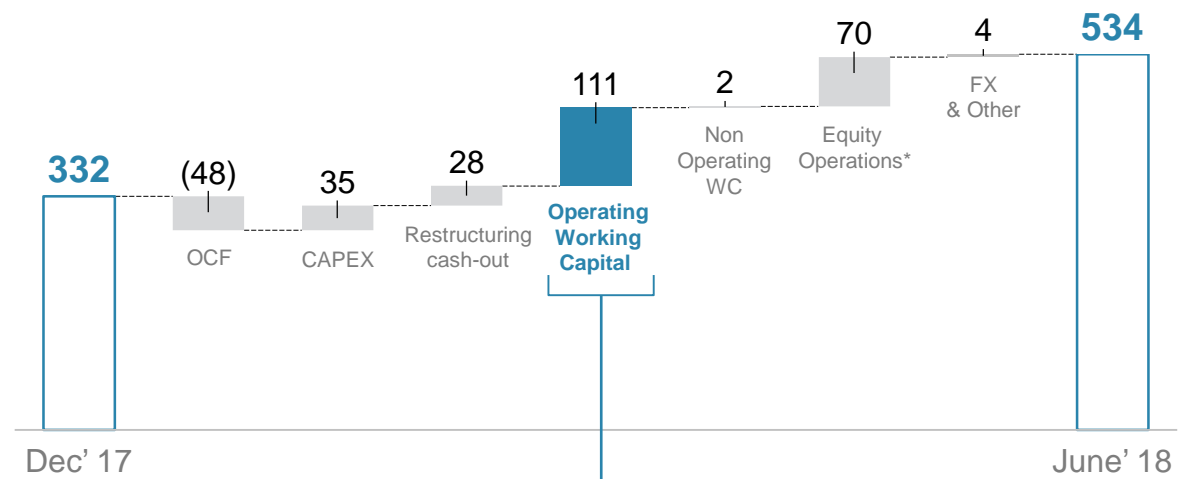 332
(48)
OCF
35
CAPEX
28
Restructuring
cash-out
111
Operating
Working
Capital
2
Non
Operating
WC
70
Equity
Operations*
4
FX
& Other
534
Dec' 17
June' 18